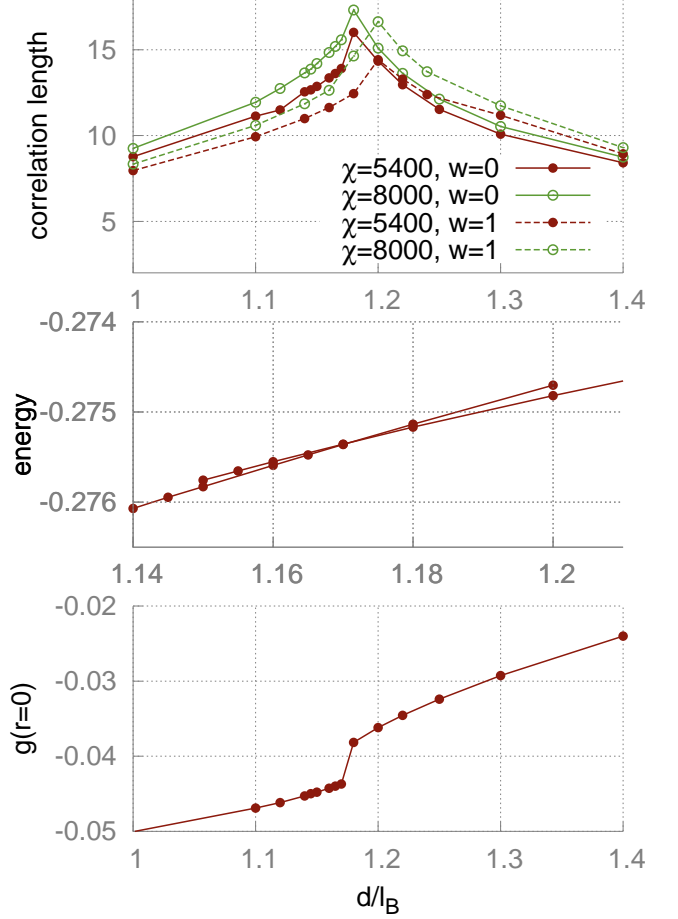 15
10
5
correlation length
χ=5400, w=0
χ=8000, w=0
χ=5400, w=1
χ=8000, w=1
1 1.1 1.2 1.3 1.4
-0.274
-0.275
-0.276
energy
1.14 1.16 1.18 1.2
-0.02
-0.03
-0.04
-0.05
g(r=0)
1 1.1 1.2 1.3 1.4
d/l_B